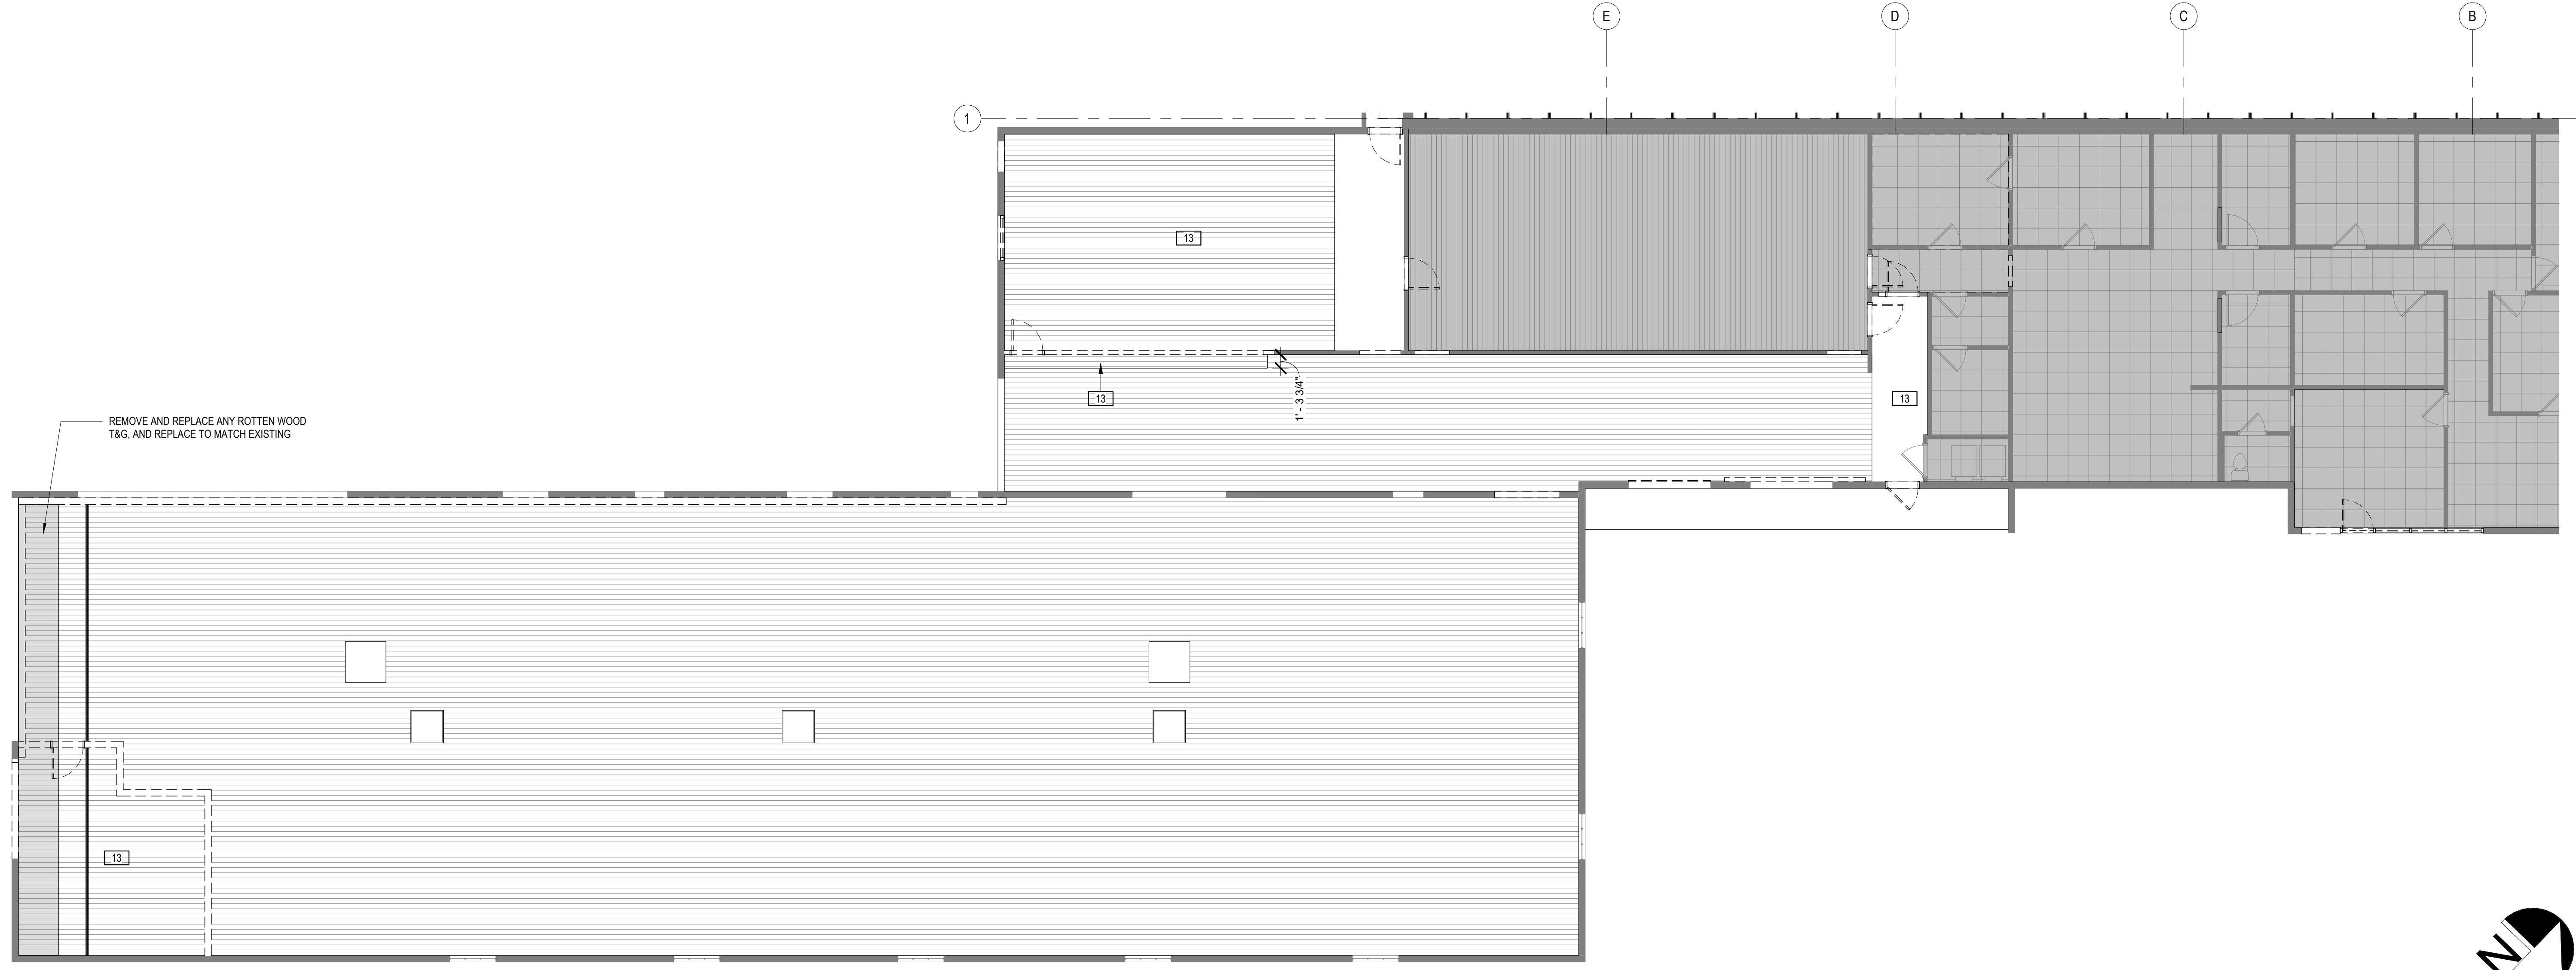 E
D
C
B
1
13
13
1' - 3 3/4"
13
REMOVE AND REPLACE ANY ROTTEN WOOD
T&G, AND REPLACE TO MATCH EXISTING
13
N